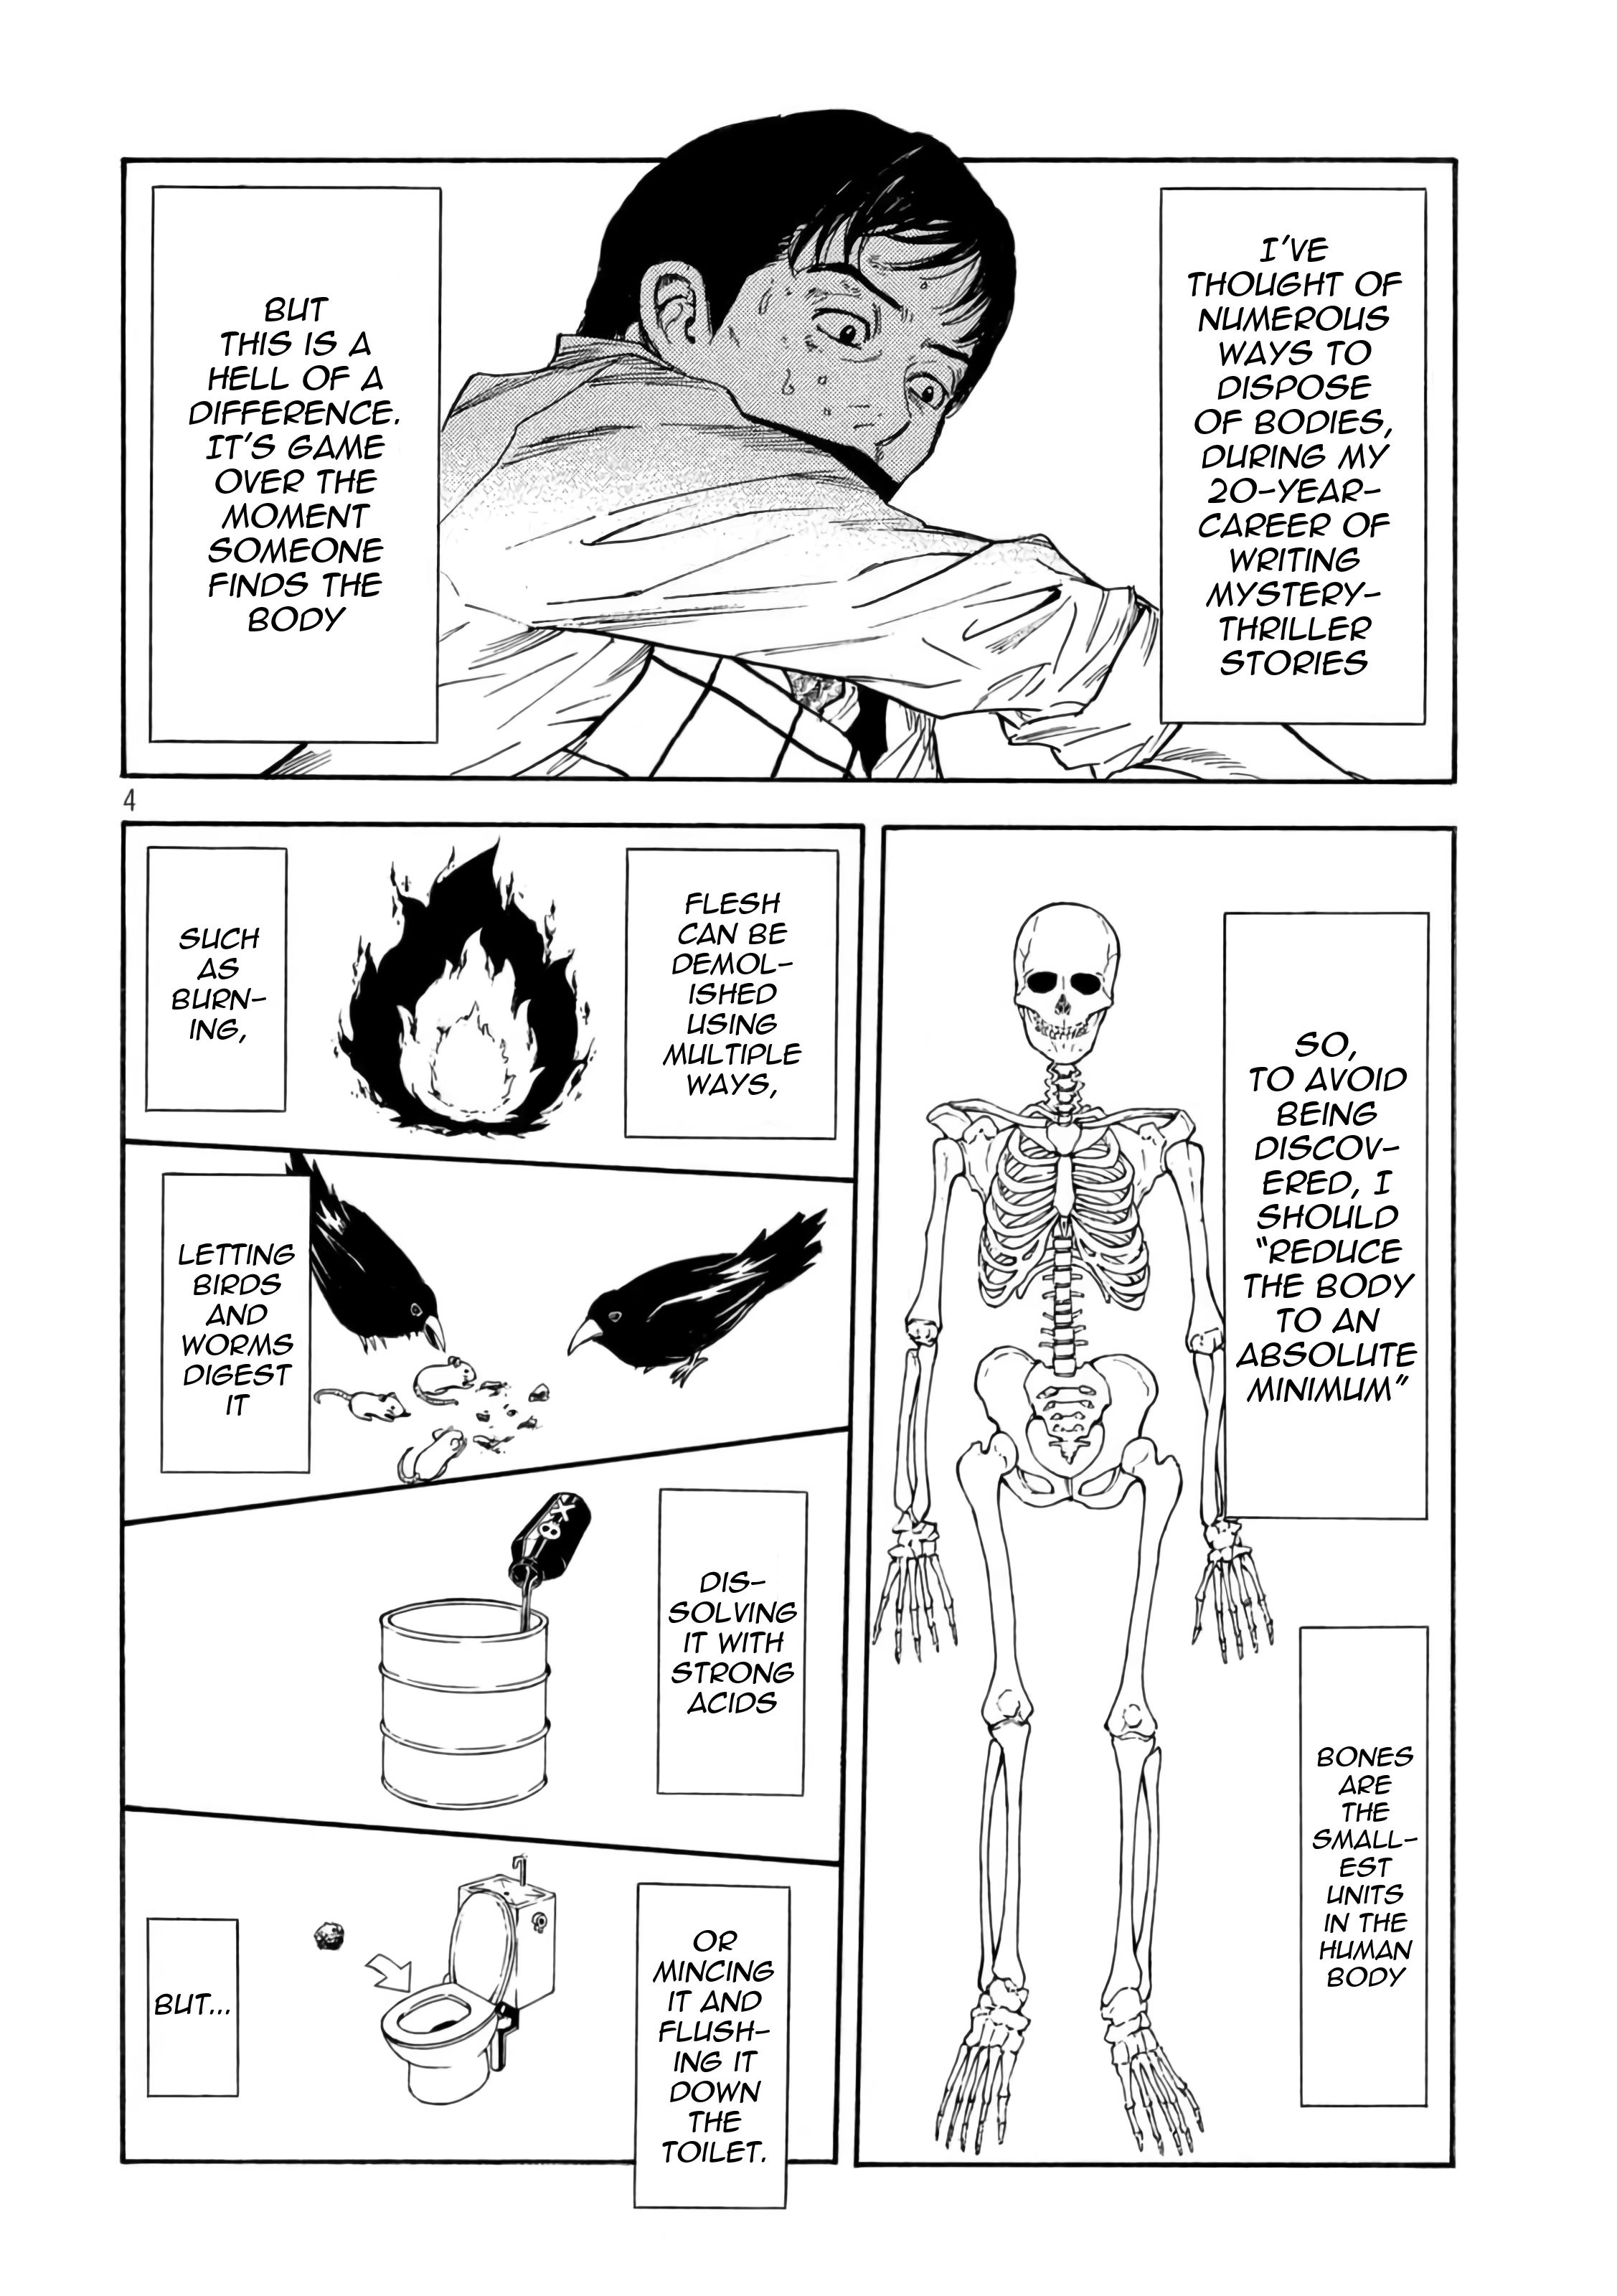 I'VE
THOUGHT OF
NUMEROUS
WAYS TO
DISPOSE
OF BODIES,
DURING MY
20-YEAR-
CAREER OF
WRITING
MYSTERY-
THRILLER
STORIES
BUT
THIS IS A
HELL OF A
DIFFERENCE.
IT'S GAME
OVER THE
MOMENT
SOMEONE
FINDS THE
BODY
4
SO,
TO AVOID
BEING
DISCOV-
ERED, I
SHOULD
"REDUCE
THE BODY
TO AN
ABSOLUTE
MINIMUM"
BONES
ARE
THE
SMALL-
EST
UNITS
IN THE
HUMAN
BODY
FLESH
CAN BE
DEMOL-
ISHED
USING
MULTIPLE
WAYS,
SUCH
AS
BURN-
ING,
LETTING
BIRDS
AND
WORMS
DIGEST
IT
DIS-
SOLVING
IT WITH
STRONG
ACIDS
OR
MINCING
IT AND
FLUSH-
ING IT
DOWN
THE
TOILET.
BUT...